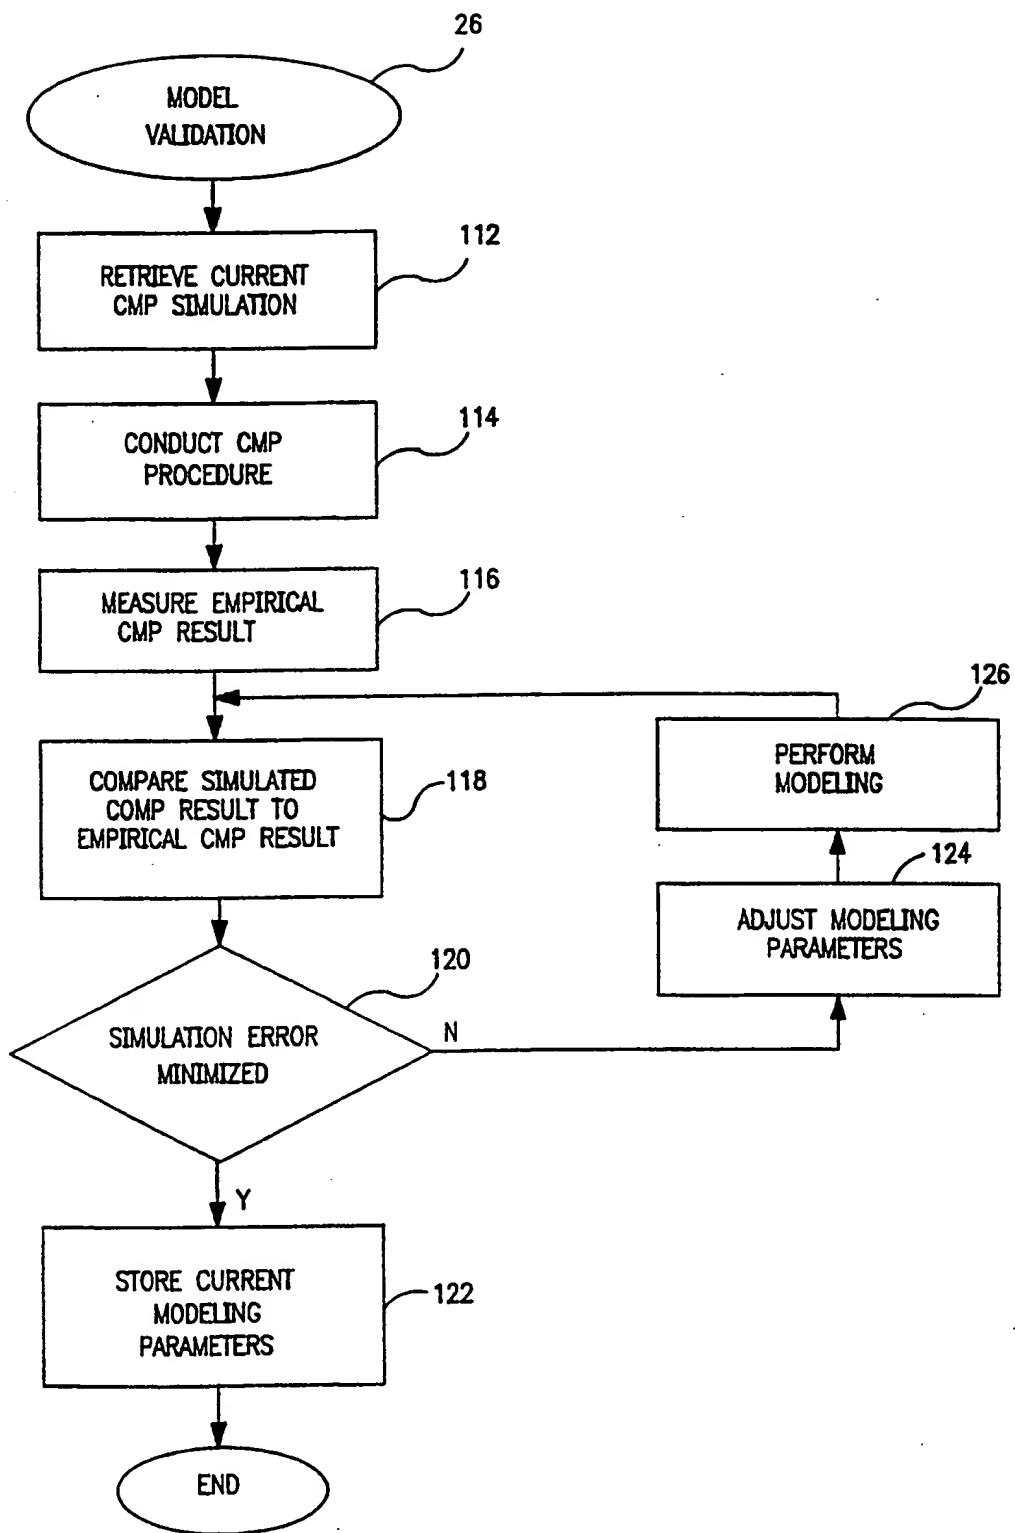 26
MODEL
VALIDATION
112
RETRIEVE CURRENT
CMP SIMULATION
114
CONDUCT CMP
PROCEDURE
116
MEASURE EMPIRICAL
CMP RESULT
126
PERFORM
MODELING
118
COMPARE SIMULATED
COMP RESULT TO
EMPIRICAL CMP RESULT
124
ADJUST MODELING
PARAMETERS
120
SIMULATION ERROR
MINIMIZED
N
Y
STORE CURRENT
MODELING
PARAMETERS
122
END